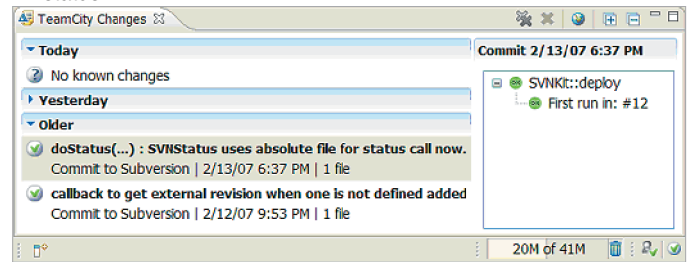 TeamCity Changes
Today
No known changes
Yesterday
Older
doStatus(...) : SVNStatus uses absolute file for status call now.
Commit to Subversion | 2/13/07 6:37 PM | 1 file
callback to get external revision when one is not defined added
Commit to Subversion | 2/12/07 9:53 PM | 1 file
Commit 2/13/07 6:37 PM
SVNKit::deploy
First run in: #12
20M of 41M